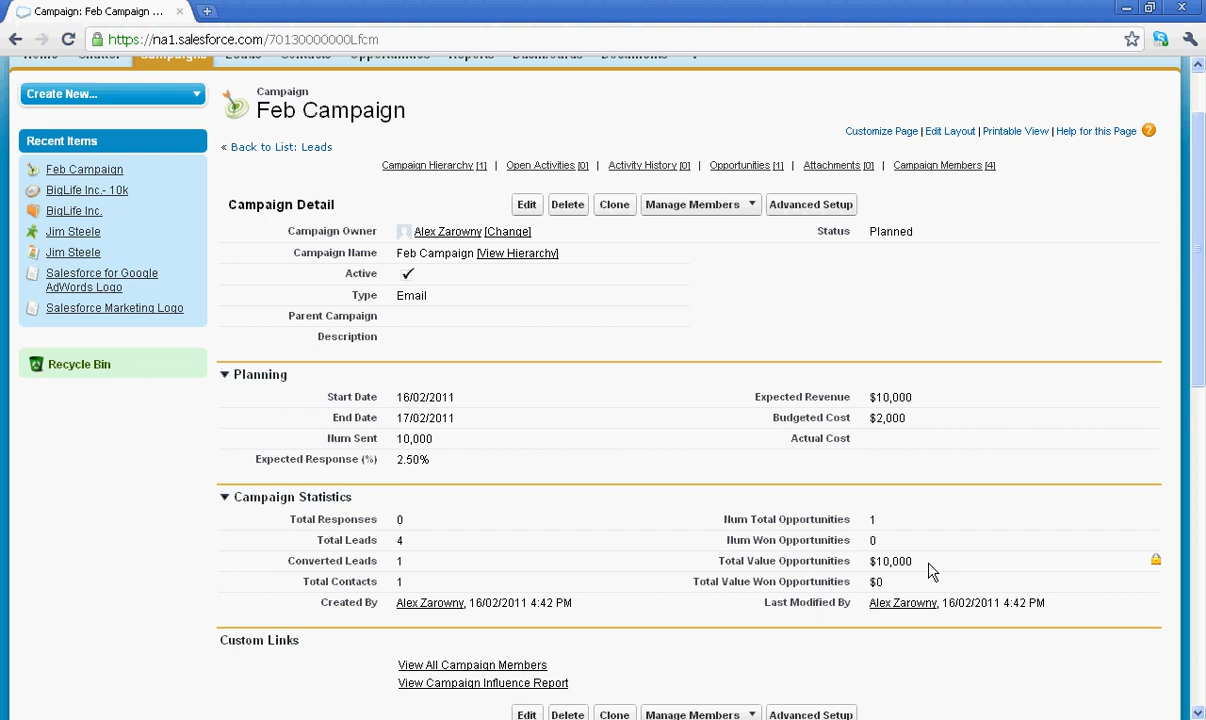 Campaign: Feb Campaign ...
https://na1.salesforce.com/70130000000Lfcm
Home Chatter Campaigns Leads Contacts Opportunities Reports Dashboards Documents
Create New...
Recent Items
Feb Campaign
BigLife Inc.- 10k
BigLife Inc.
Jim Steele
Jim Steele
Salesforce for Google
AdWords Logo
Salesforce Marketing Logo
Recycle Bin
Campaign
Feb Campaign
Customize Page | Edit Layout | Printable View | Help for this Page ?
« Back to List: Leads
Campaign Hierarchy [1] | Open Activities [0] | Activity History [0] | Opportunities [1] | Attachments [0] | Campaign Members [4]
Campaign Detail Edit Delete Clone Manage Members Advanced Setup
Campaign Owner Alex Zarowny [Change] Status Planned
Campaign Name Feb Campaign [View Hierarchy]
Active ✓
Type Email
Parent Campaign
Description
Planning
Start Date 16/02/2011 Expected Revenue $10,000
End Date 17/02/2011 Budgeted Cost $2,000
Num Sent 10,000 Actual Cost
Expected Response (%) 2.50%
Campaign Statistics
Total Responses 0 Num Total Opportunities 1
Total Leads 4 Num Won Opportunities 0
Converted Leads 1 Total Value Opportunities $10,000
Total Contacts 1 Total Value Won Opportunities $0
Created By Alex Zarowny, 16/02/2011 4:42 PM Last Modified By Alex Zarowny, 16/02/2011 4:42 PM
Custom Links
View All Campaign Members
View Campaign Influence Report
Edit Delete Clone Manage Members Advanced Setup